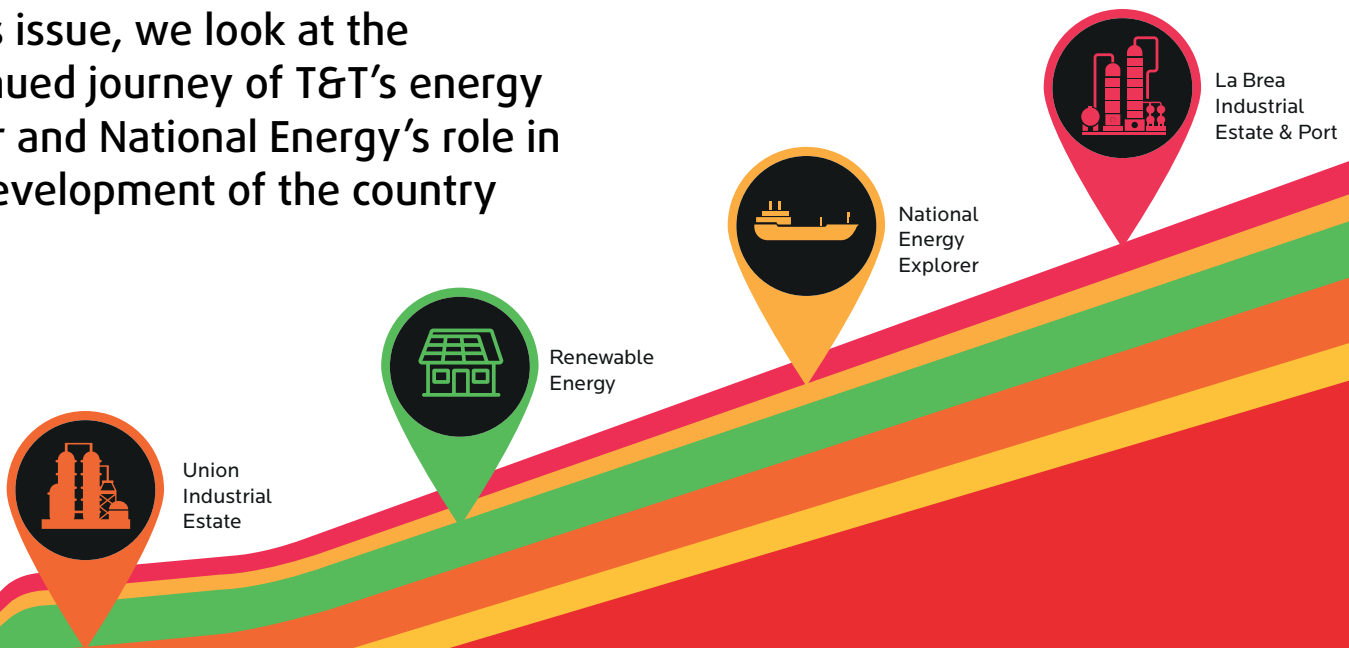 s issue, we look at the
nued journey of T&T's energy
r and National Energy's role in
evelopment of the country
La Brea
Industrial
Estate & Port
National
Energy
Explorer
Renewable
Energy
Union
Industrial
Estate